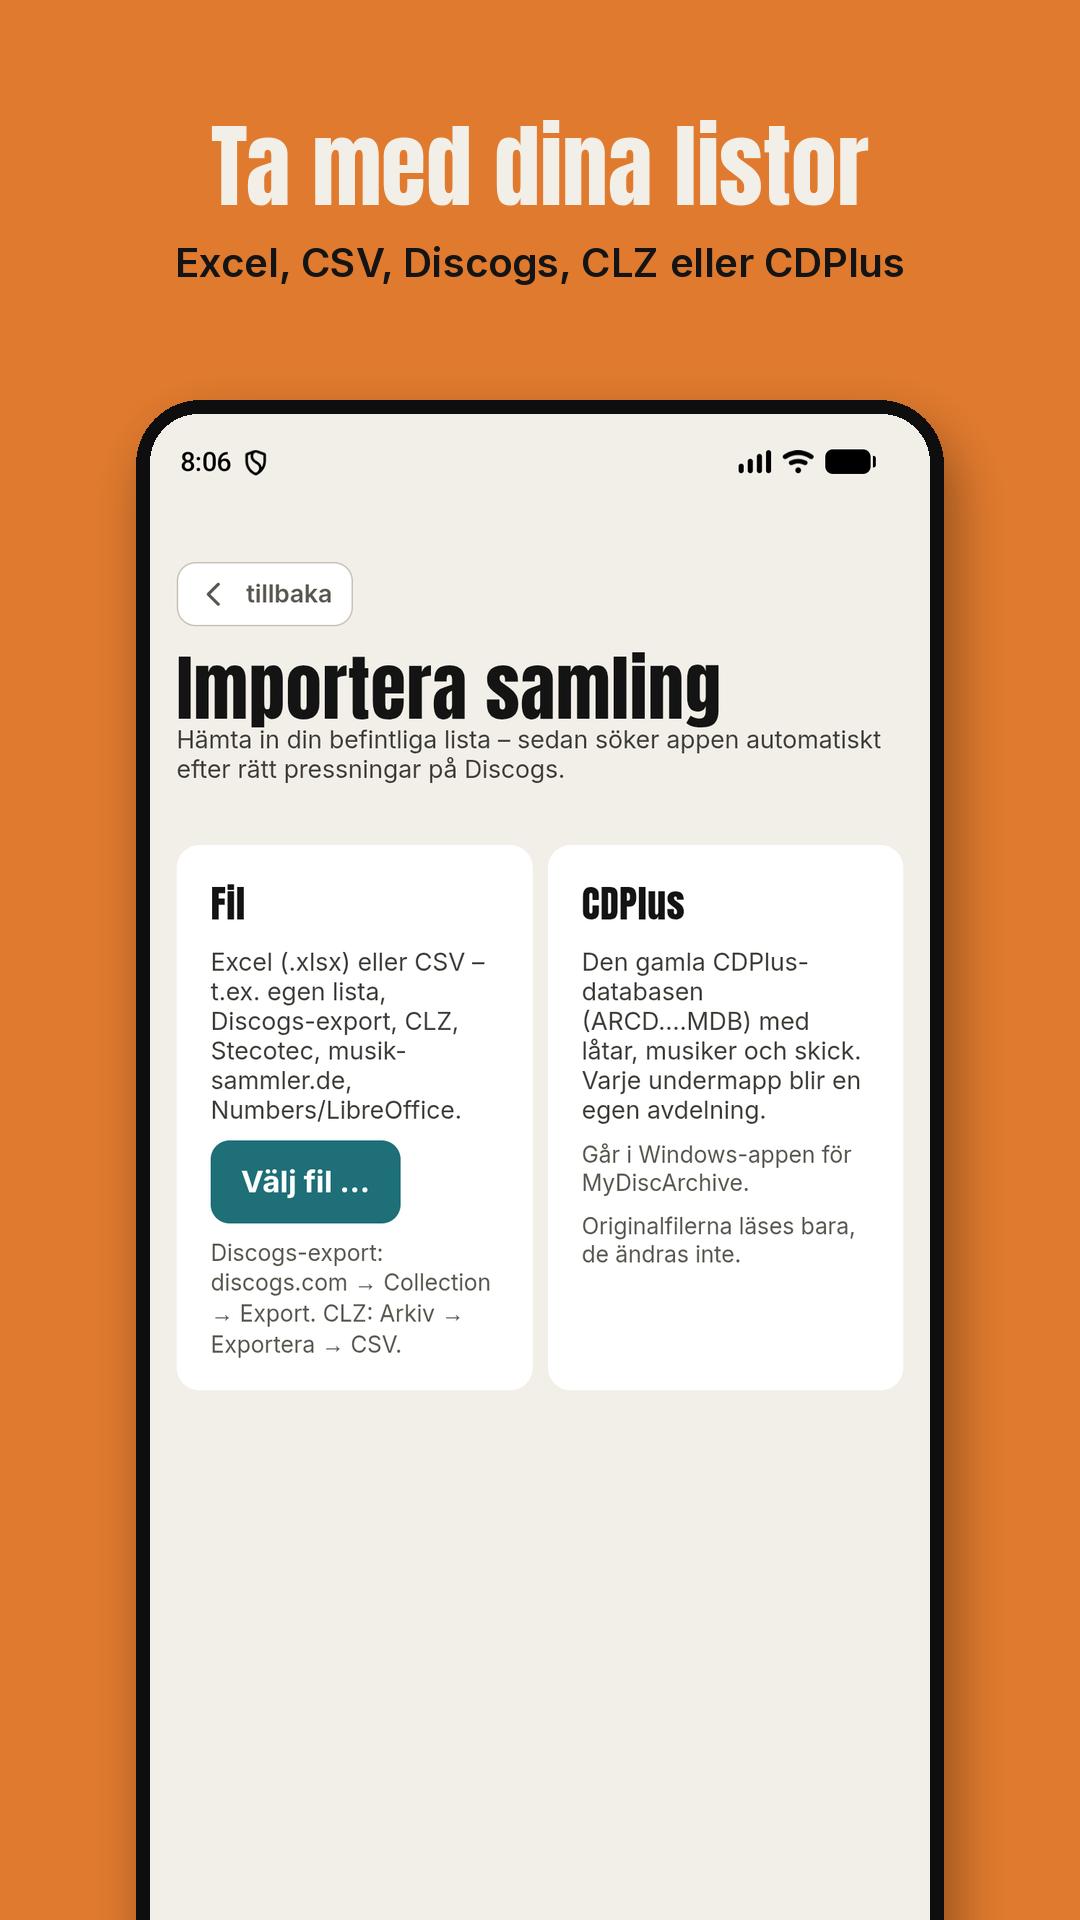 Ta med dina listor
Excel, CSV, Discogs, CLZ eller CDPlus
8:06
tillbaka
Importera samling
Hämta in din befintliga lista – sedan söker appen automatiskt
efter rätt pressningar på Discogs.
Fil
Excel (.xlsx) eller CSV –
t.ex. egen lista,
Discogs-export, CLZ,
Stecotec, musik-
sammler.de,
Numbers/LibreOffice.
Välj fil ...
Discogs-export:
discogs.com → Collection
→ Export. CLZ: Arkiv →
Exportera → CSV.
CDPlus
Den gamla CDPlus-
databasen
(ARCD....MDB) med
låtar, musiker och skick.
Varje undermapp blir en
egen avdelning.
Går i Windows-appen för
MyDiscArchive.
Originalfilerna läses bara,
de ändras inte.